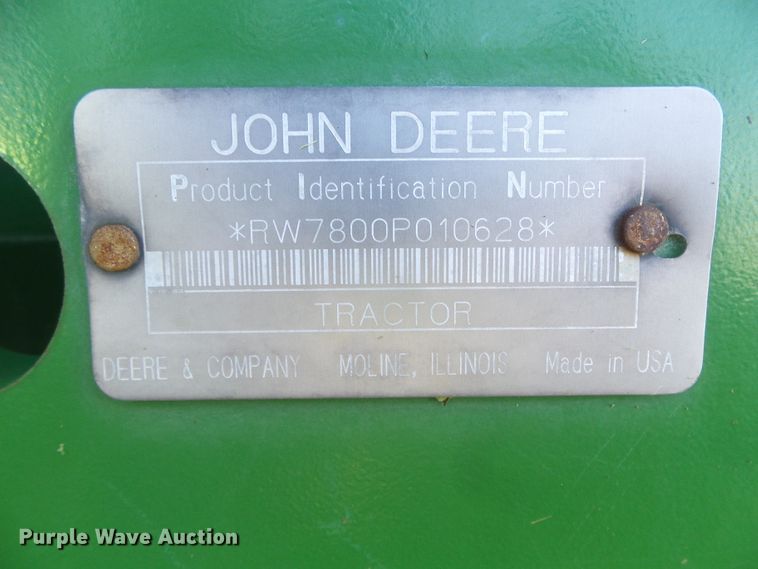 JOHN DEERE
Product Identification Number
*RW7800P010628*
TRACTOR
DEERE & COMPANY MOLINE, ILLINOIS Made in USA
Purple Wave Auction